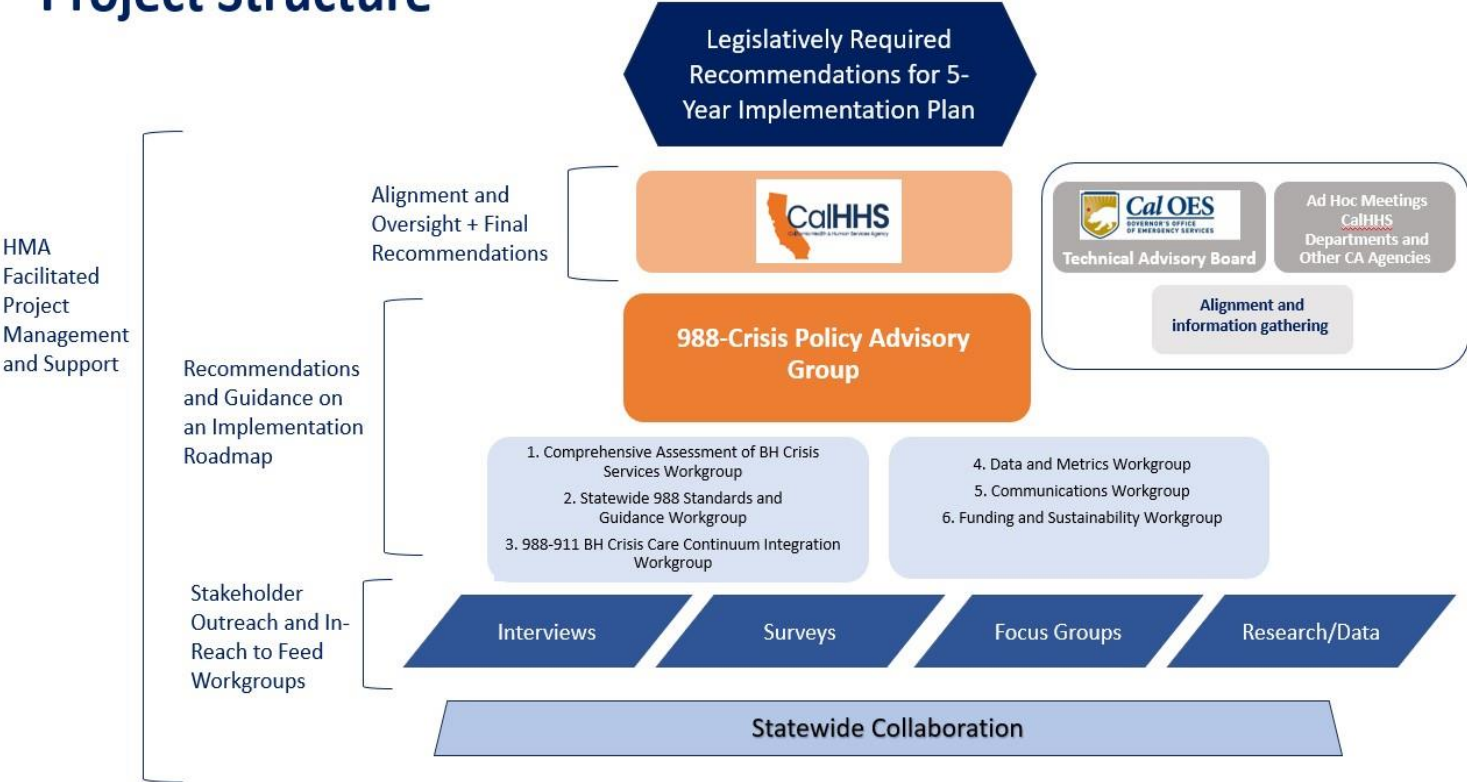 Project Structure
Legislatively Required
Recommendations for 5-
Year Implementation Plan
HMA
Facilitated
Project
Management
and Support
Alignment and
Oversight + Final
Recommendations
CalHHS
California Health & Human Services Agency
Cal OES
GOVERNOR'S OFFICE
OF EMERGENCY SERVICES
Technical Advisory Board
Ad Hoc Meetings
CalHHS
Departments and
Other CA Agencies
Alignment and
information gathering
Recommendations
and Guidance on
an Implementation
Roadmap
988-Crisis Policy Advisory
Group
1. Comprehensive Assessment of BH Crisis
Services Workgroup
2. Statewide 988 Standards and
Guidance Workgroup
3. 988-911 BH Crisis Care Continuum Integration
Workgroup
4. Data and Metrics Workgroup
5. Communications Workgroup
6. Funding and Sustainability Workgroup
Stakeholder
Outreach and In-
Reach to Feed
Workgroups
Interviews
Surveys
Focus Groups
Research/Data
Statewide Collaboration